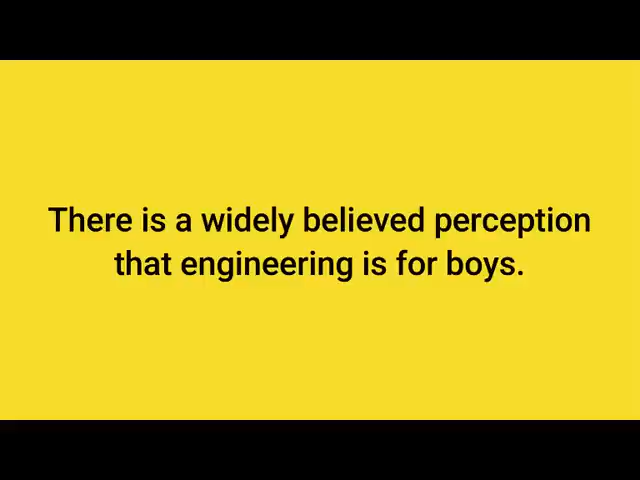 There is a widely believed perception
that engineering is for boys.